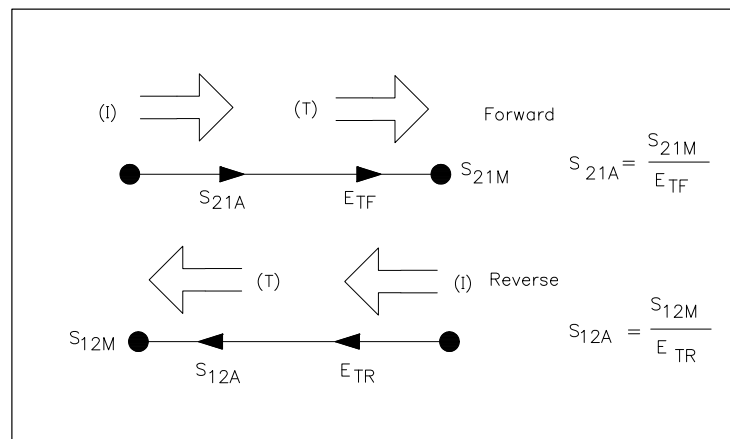 (I) (T) Forward
S21A ETF S21M
S21A = S21M / ETF
(T) (I) Reverse
S12M S12A ETR
S12A = S12M / ETR